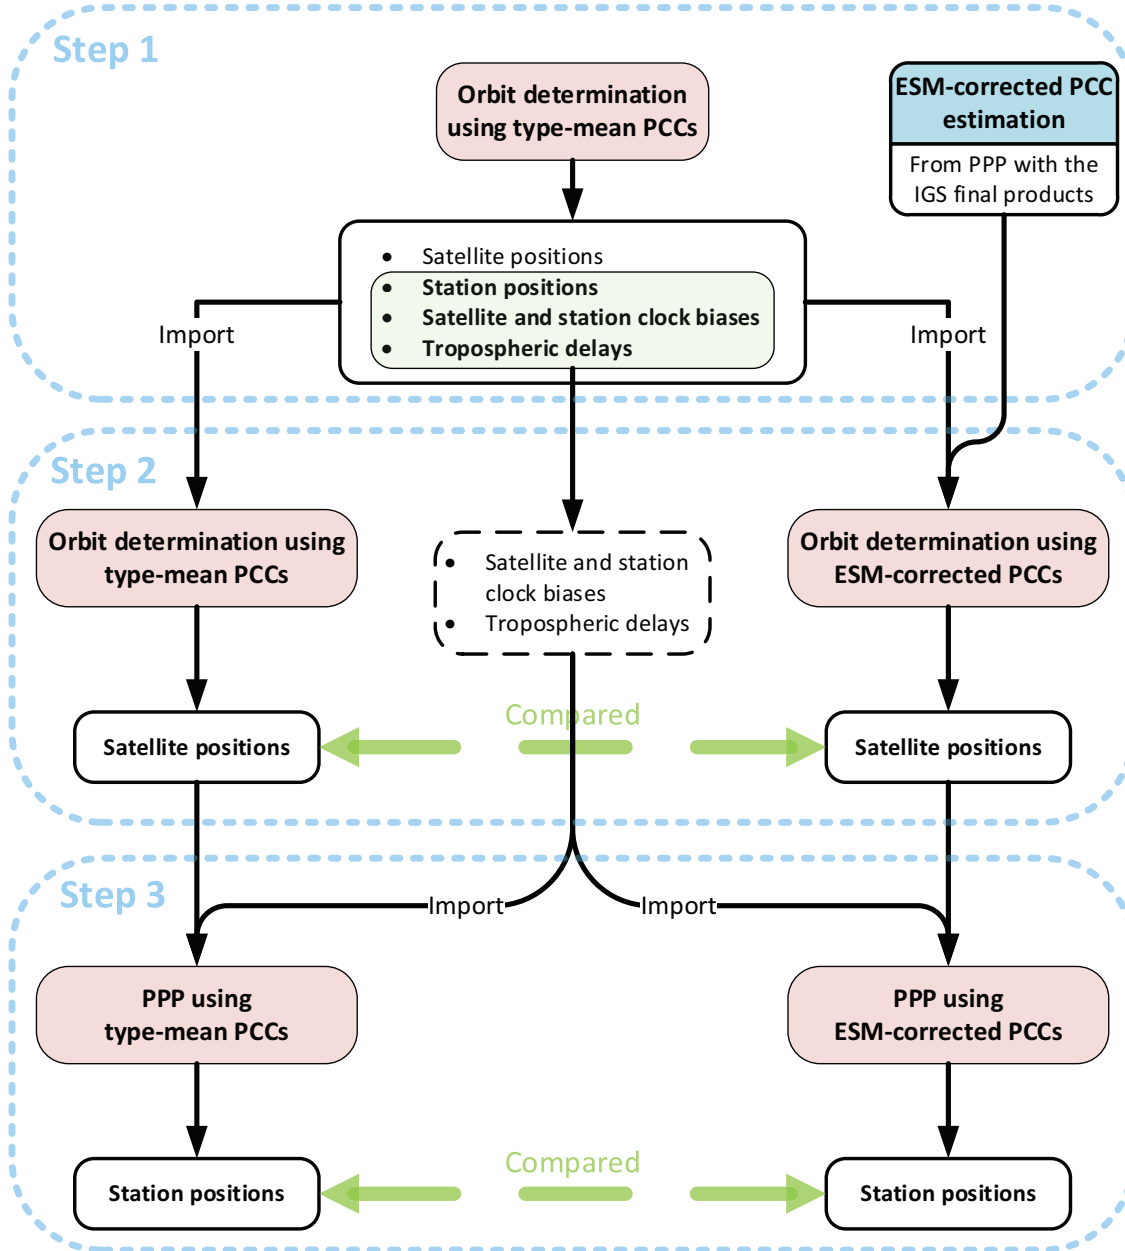 Step 1
Orbit determination
using type-mean PCCs
ESM-corrected PCC
estimation
From PPP with the
IGS final products
• Satellite positions
• Station positions
• Satellite and station clock biases
• Tropospheric delays
Import
Import
Step 2
Orbit determination using
type-mean PCCs
• Satellite and station
clock biases
• Tropospheric delays
Orbit determination using
ESM-corrected PCCs
Satellite positions
Compared
Satellite positions
Step 3
Import
Import
PPP using
type-mean PCCs
PPP using
ESM-corrected PCCs
Station positions
Compared
Station positions